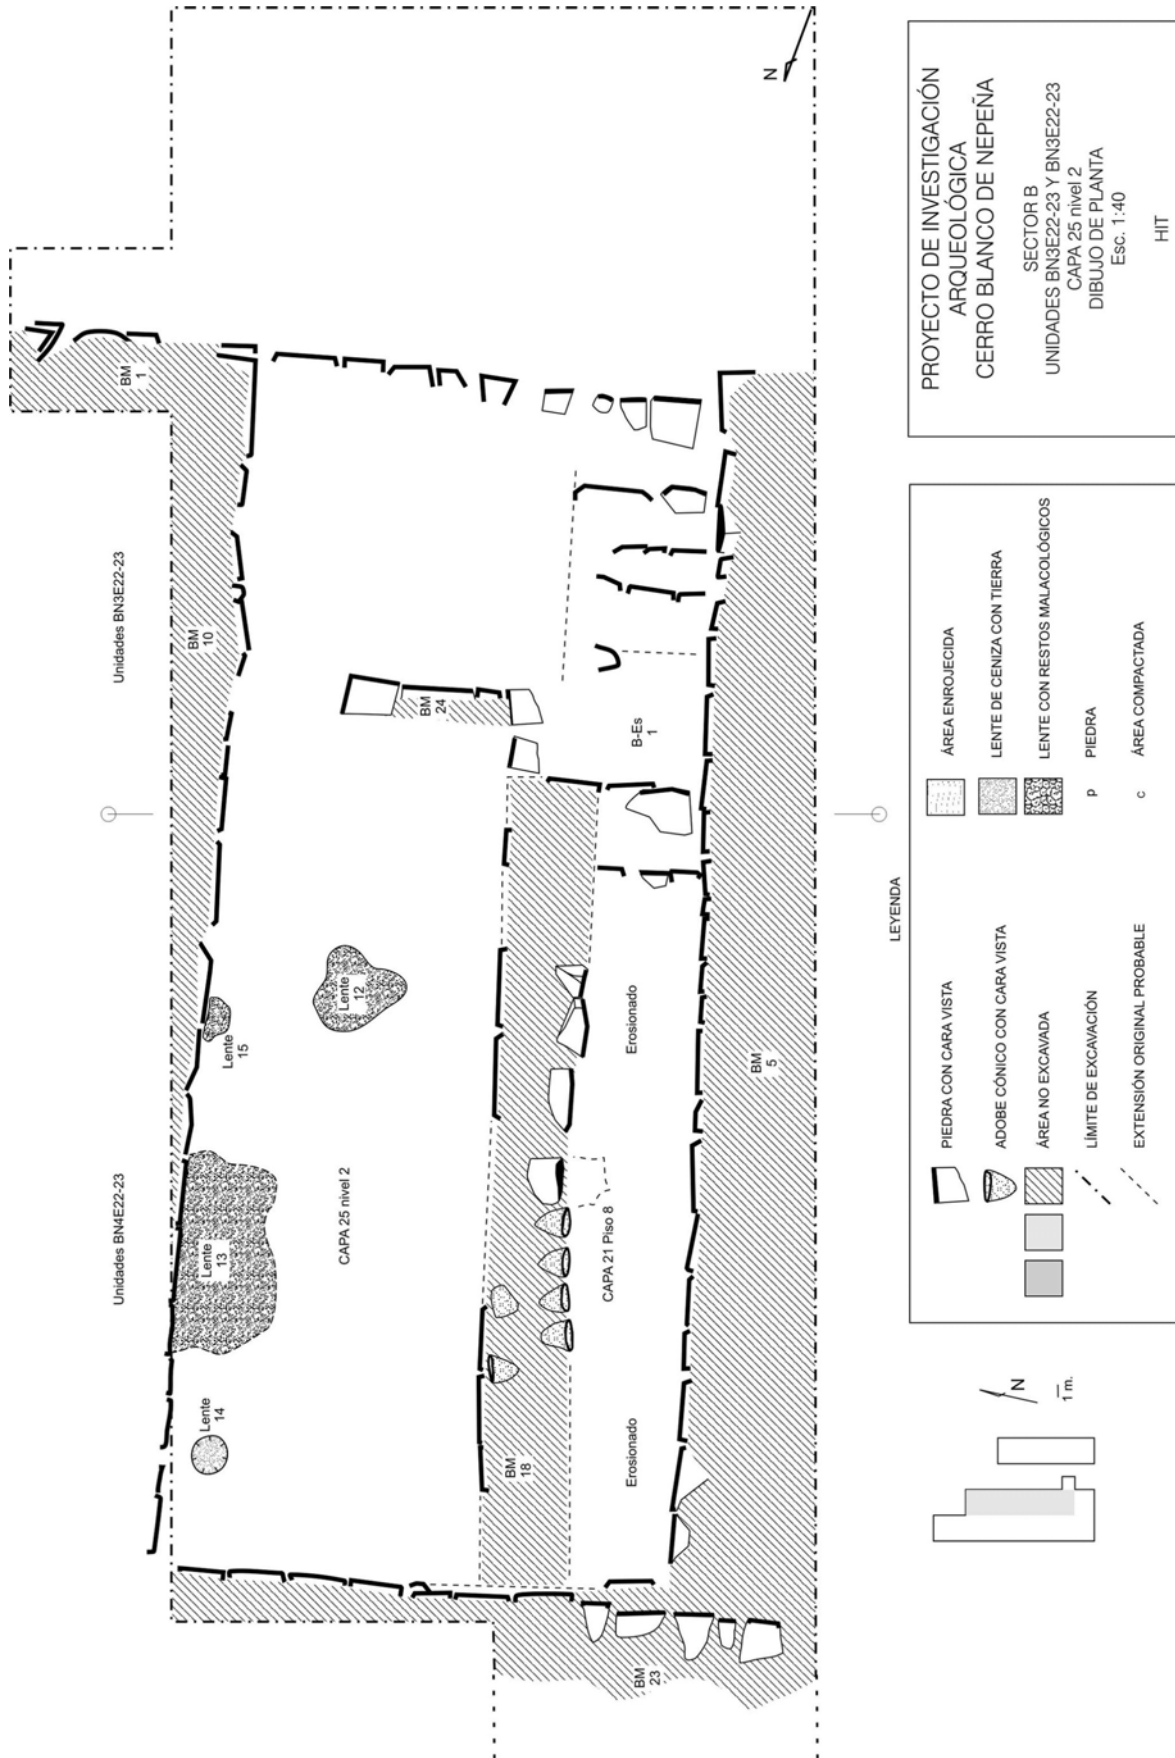 N
Unidades BN3E22-23
Unidades BN4E22-23
BM
1
BM
10
BM
24
B-Es
1
Lente
12
Lente
15
Lente
13
Lente
14
CAPA 25 nivel 2
Erosionado
BM
5
CAPA 21 Piso 8
BM
18
Erosionado
BM
23
PROYECTO DE INVESTIGACIÓN
ARQUEOLÓGICA
CERRO BLANCO DE NEPEÑA
SECTOR B
UNIDADES BN3E22-23 Y BN3E22-23
CAPA 25 nivel 2
DIBUJO DE PLANTA
Esc. 1:40
HIT
LEYENDA
PIEDRA CON CARA VISTA
ADOBE CÓNICO CON CARA VISTA
ÁREA NO EXCAVADA
LÍMITE DE EXCAVACIÓN
EXTENSIÓN ORIGINAL PROBABLE
ÁREA ENROJECIDA
LENTE DE CENIZA CON TIERRA
LENTE CON RESTOS MALACOLÓGICOS
p PIEDRA
c ÁREA COMPACTADA
N
1 m.